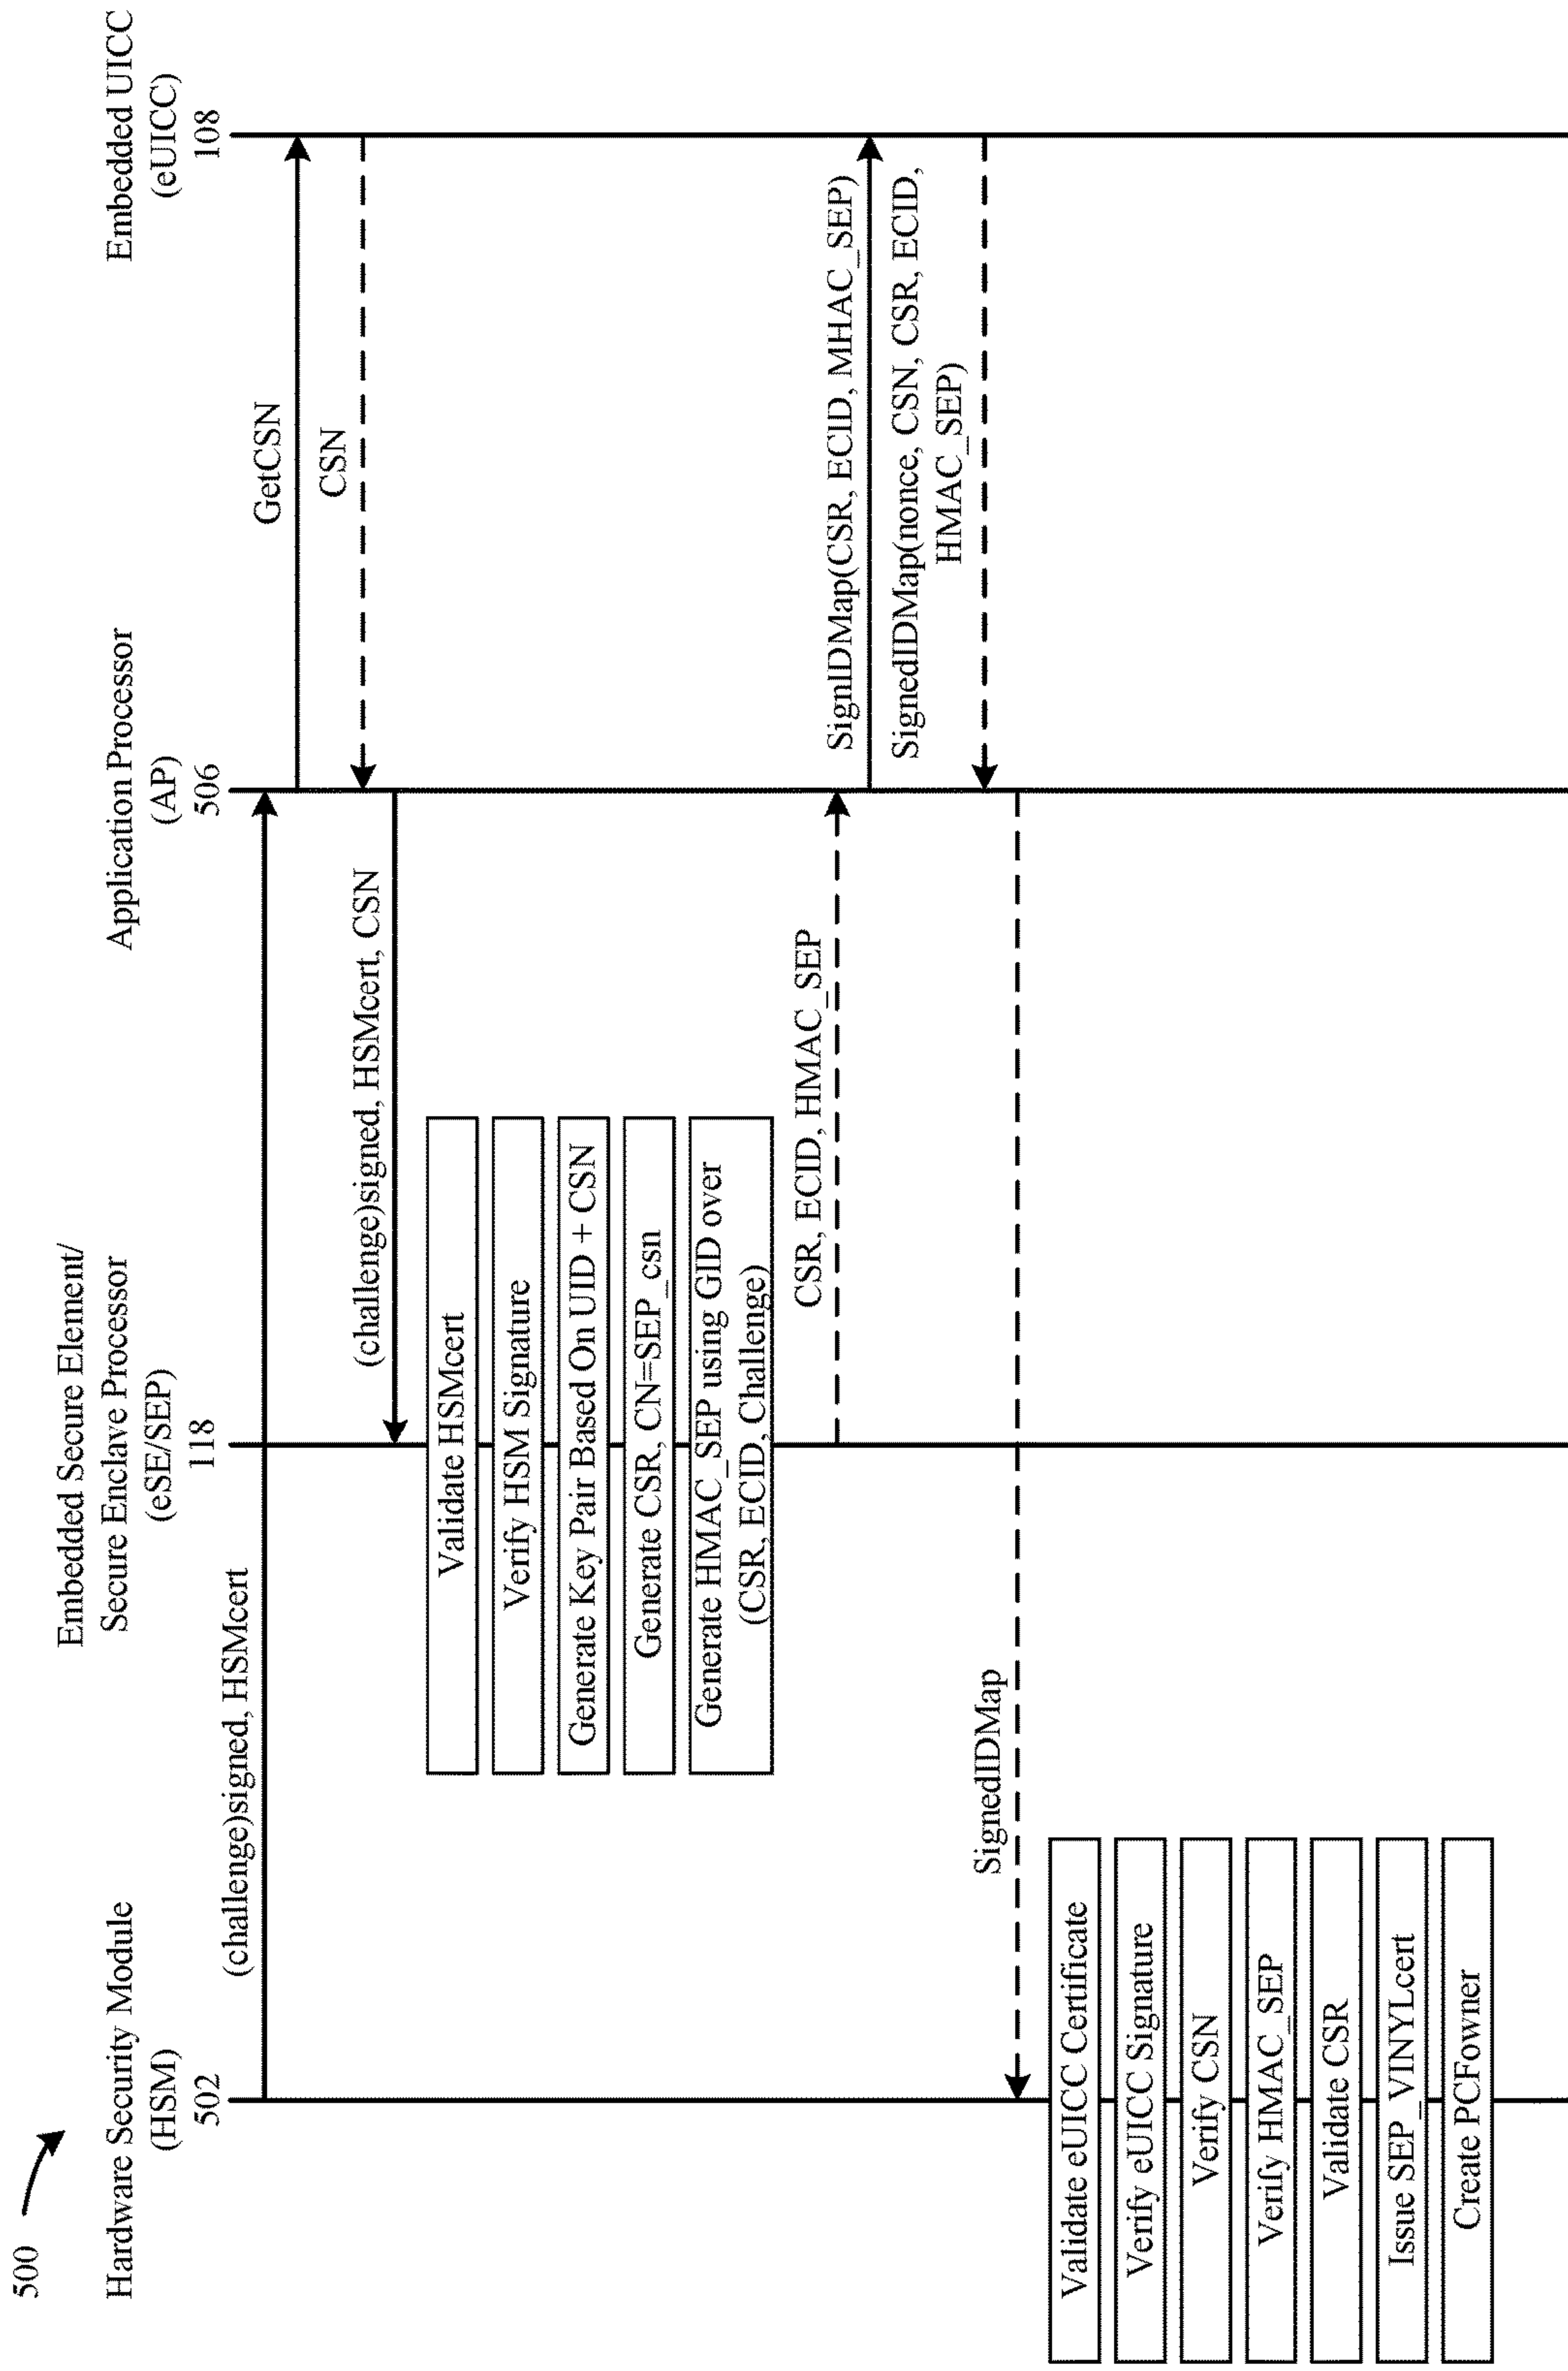 500
Hardware Security Module
(HSM)
502
Embedded Secure Element/
Secure Enclave Processor
(eSE/SEP)
118
Application Processor
(AP)
506
Embedded UICC
(eUICC)
108
(challenge)signed, HSMcert
GetCSN
CSN
(challenge)signed, HSMcert, CSN
Validate HSMcert
Verify HSM Signature
Generate Key Pair Based On UID + CSN
Generate CSR, CN=SEP_csn
Generate HMAC_SEP using GID over
(CSR, ECID, Challenge)
CSR, ECID, HMAC_SEP
SignIDMap(CSR, ECID, MHAC_SEP)
SignedIDMap(nonce, CSN, CSR, ECID,
HMAC_SEP)
SignedIDMap
Validate eUICC Certificate
Verify eUICC Signature
Verify CSN
Verify HMAC_SEP
Validate CSR
Issue SEP_VINYLcert
Create PCFowner